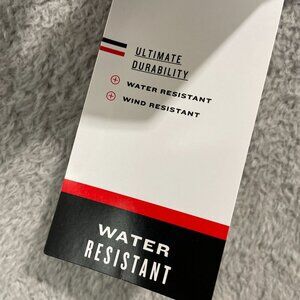 ULTIMATE
DURABILITY
WATER RESISTANT
WIND RESISTANT
WATER
RESISTANT